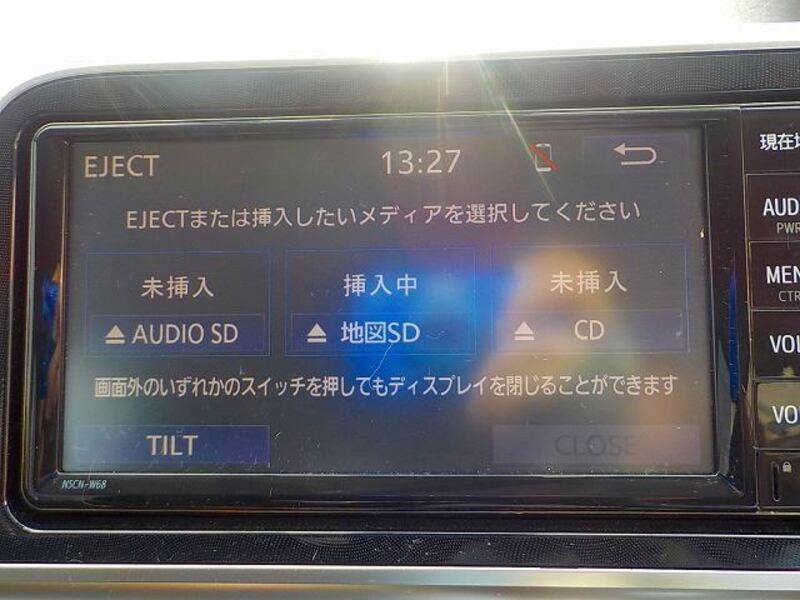 EJECT 13:27
EJECTまたは挿入したいメディアを選択してください
未挿入 挿入中 未挿入
AUDIO SD 地図SD CD
画面外のいずれかのスイッチを押してもディスプレイを閉じることができます
TILT CLOSE
NSCN-W68
現在地
AUD
PWR
MEN
CTR
VOL
VO